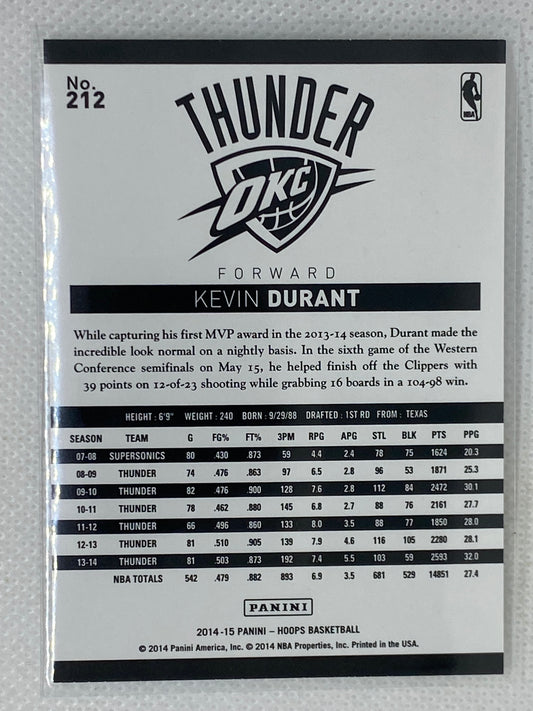 No.
212
THUNDER
OKC
NBA
FORWARD
KEVIN DURANT
While capturing his first MVP award in the 2013-14 season, Durant made the
incredible look normal on a nightly basis. In the sixth game of the Western
Conference semifinals on May 15, he helped finish off the Clippers with
39 points on 12-of-23 shooting while grabbing 16 boards in a 104-98 win.
HEIGHT : 6'9" WEIGHT : 240 BORN : 9/29/88 DRAFTED : 1ST RD FROM : TEXAS
SEASON TEAM G FG% FT% 3PM RPG APG STL BLK PTS PPG
07-08 SUPERSONICS 80 .430 .873 59 4.4 2.4 78 75 1624 20.3
08-09 THUNDER 74 .476 .863 97 6.5 2.8 96 53 1871 25.3
09-10 THUNDER 82 .476 .900 128 7.6 2.8 112 84 2472 30.1
10-11 THUNDER 78 .462 .880 145 6.8 2.7 88 76 2161 27.7
11-12 THUNDER 66 .496 .860 133 8.0 3.5 88 77 1850 28.0
12-13 THUNDER 81 .510 .905 139 7.9 4.6 116 105 2280 28.1
13-14 THUNDER 81 .503 .873 192 7.4 5.5 103 59 2593 32.0
NBA TOTALS 542 .479 .882 893 6.9 3.5 681 529 14851 27.4
PANINI
2014-15 PANINI – HOOPS BASKETBALL
© 2014 Panini America, Inc. © 2014 NBA Properties, Inc. Printed in the USA.